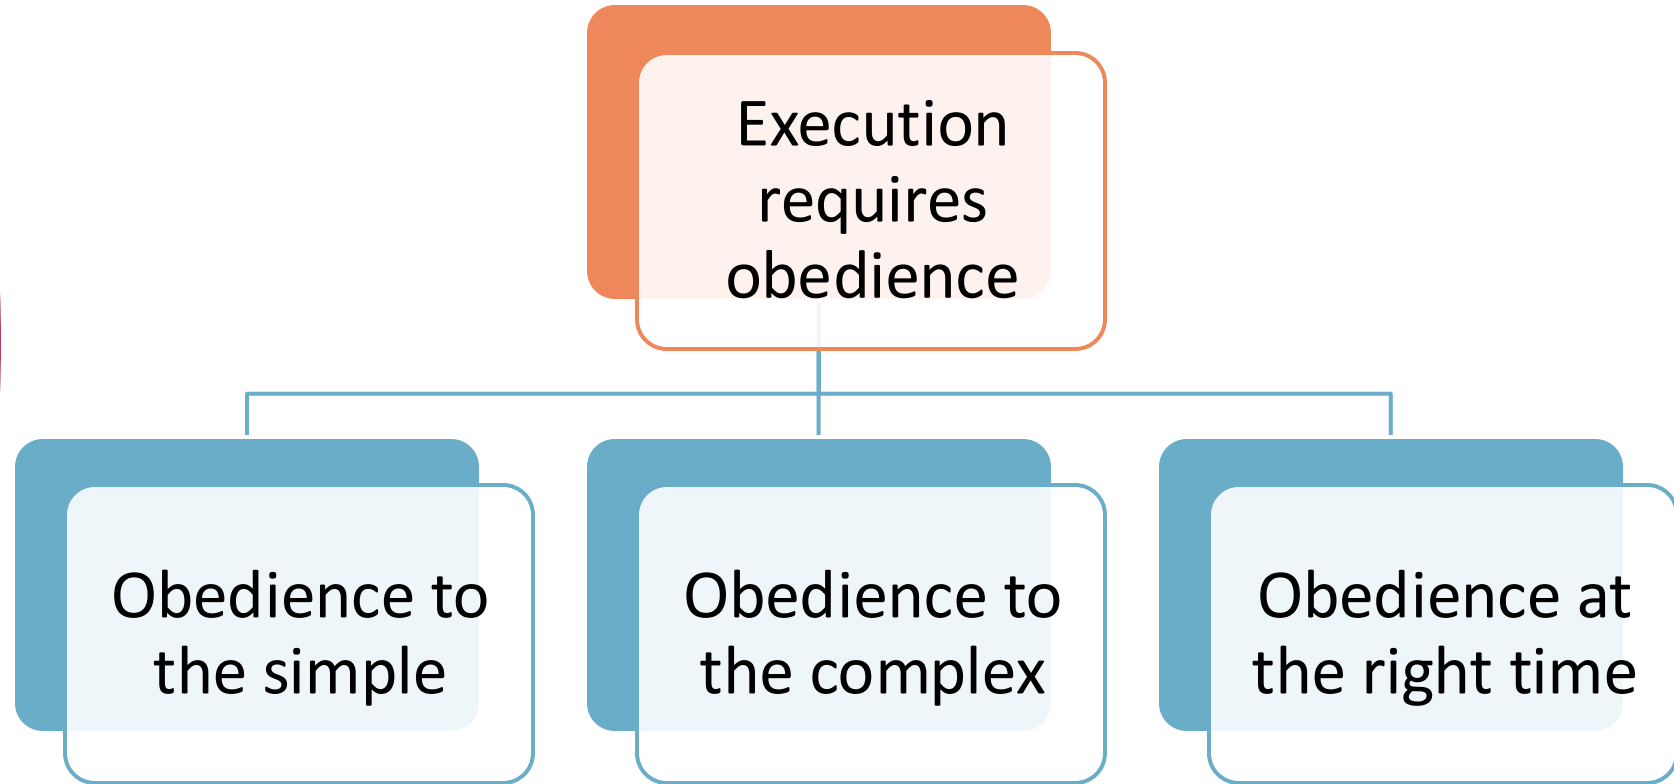 Execution
requires
obedience
Obedience to
the simple
Obedience to
the complex
Obedience at
the right time